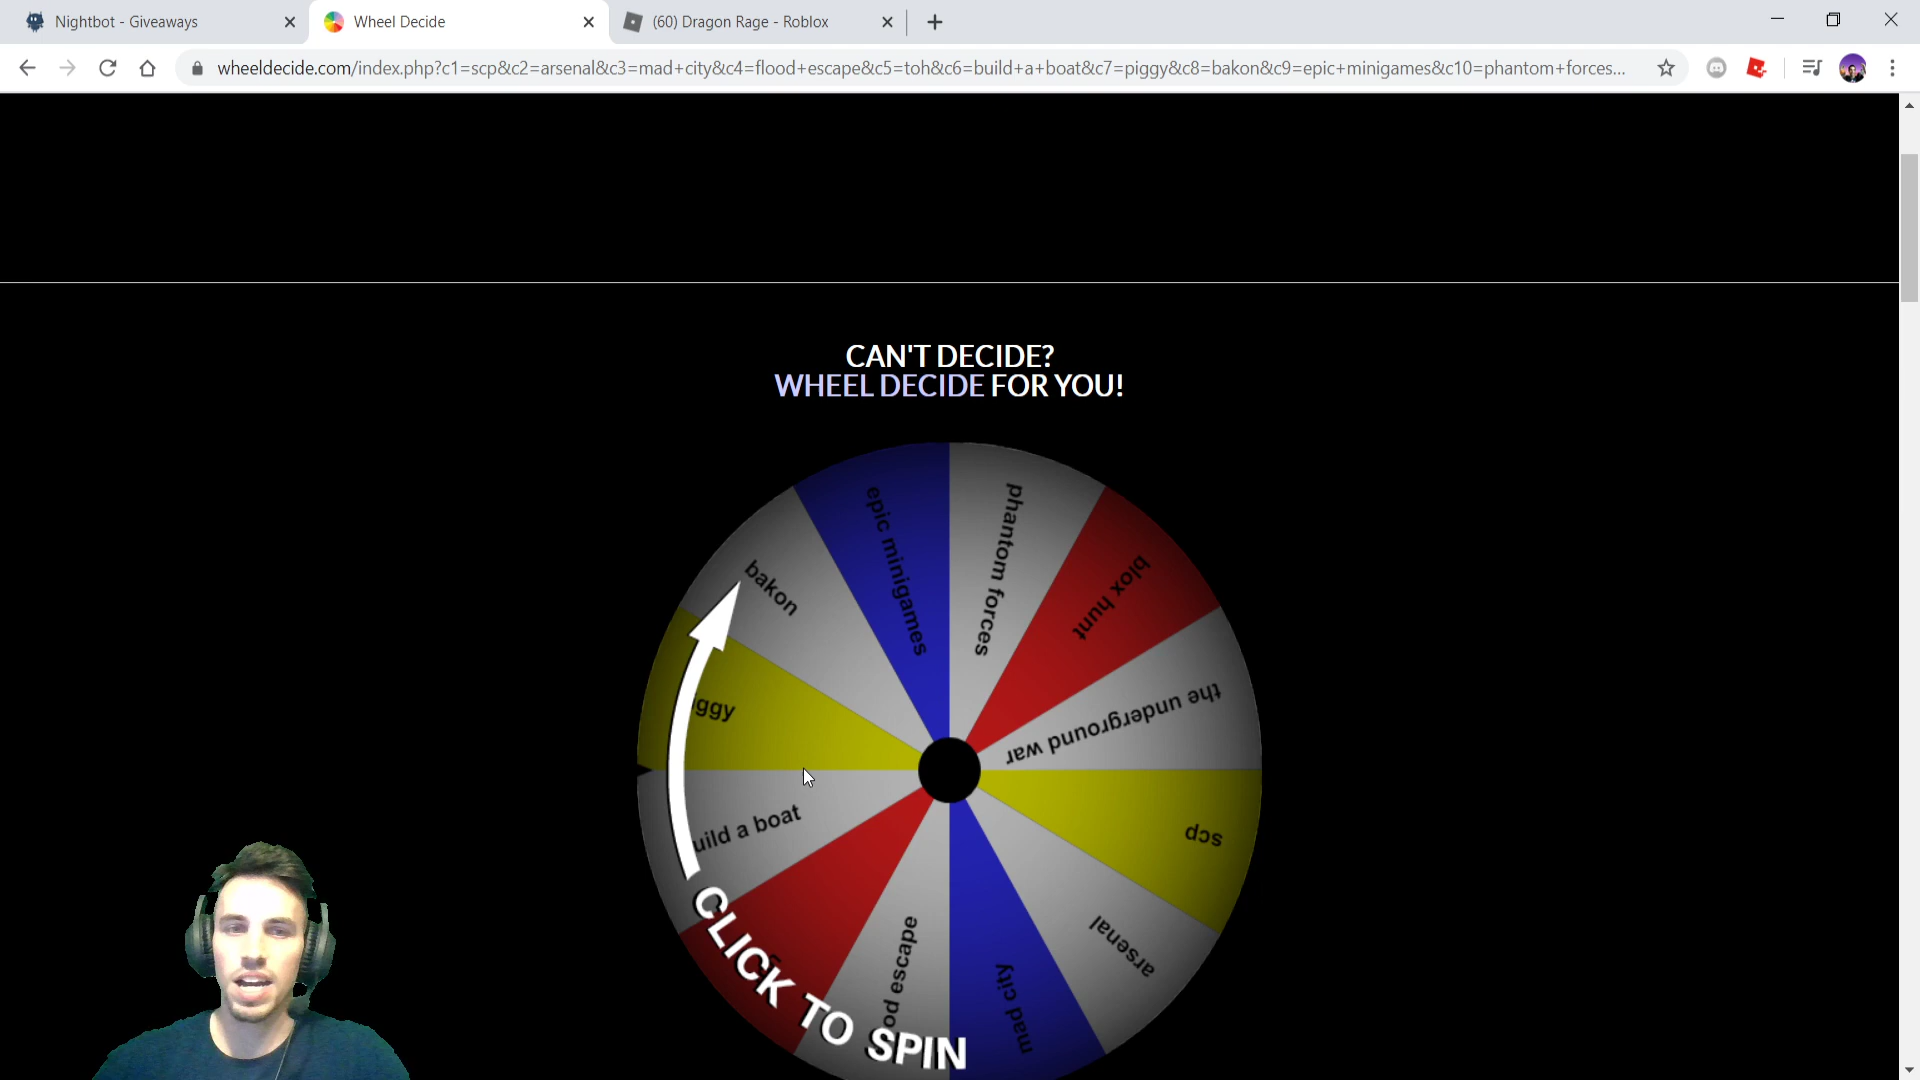 Nightbot - Giveaways
Wheel Decide
(60) Dragon Rage - Roblox
wheeldecide.com/index.php?c1=scp&c2=arsenal&c3=mad+city&c4=flood+escape&c5=toh&c6=build+a+boat&c7=piggy&c8=bakon&c9=epic+minigames&c10=phantom+forces...
CAN'T DECIDE?
WHEEL DECIDE FOR YOU!
epic minigames
phantom forces
blox hunt
the underground war
scp
arsenal
mad city
od escape
uild a boat
ggy
bakon
CLICK TO SPIN